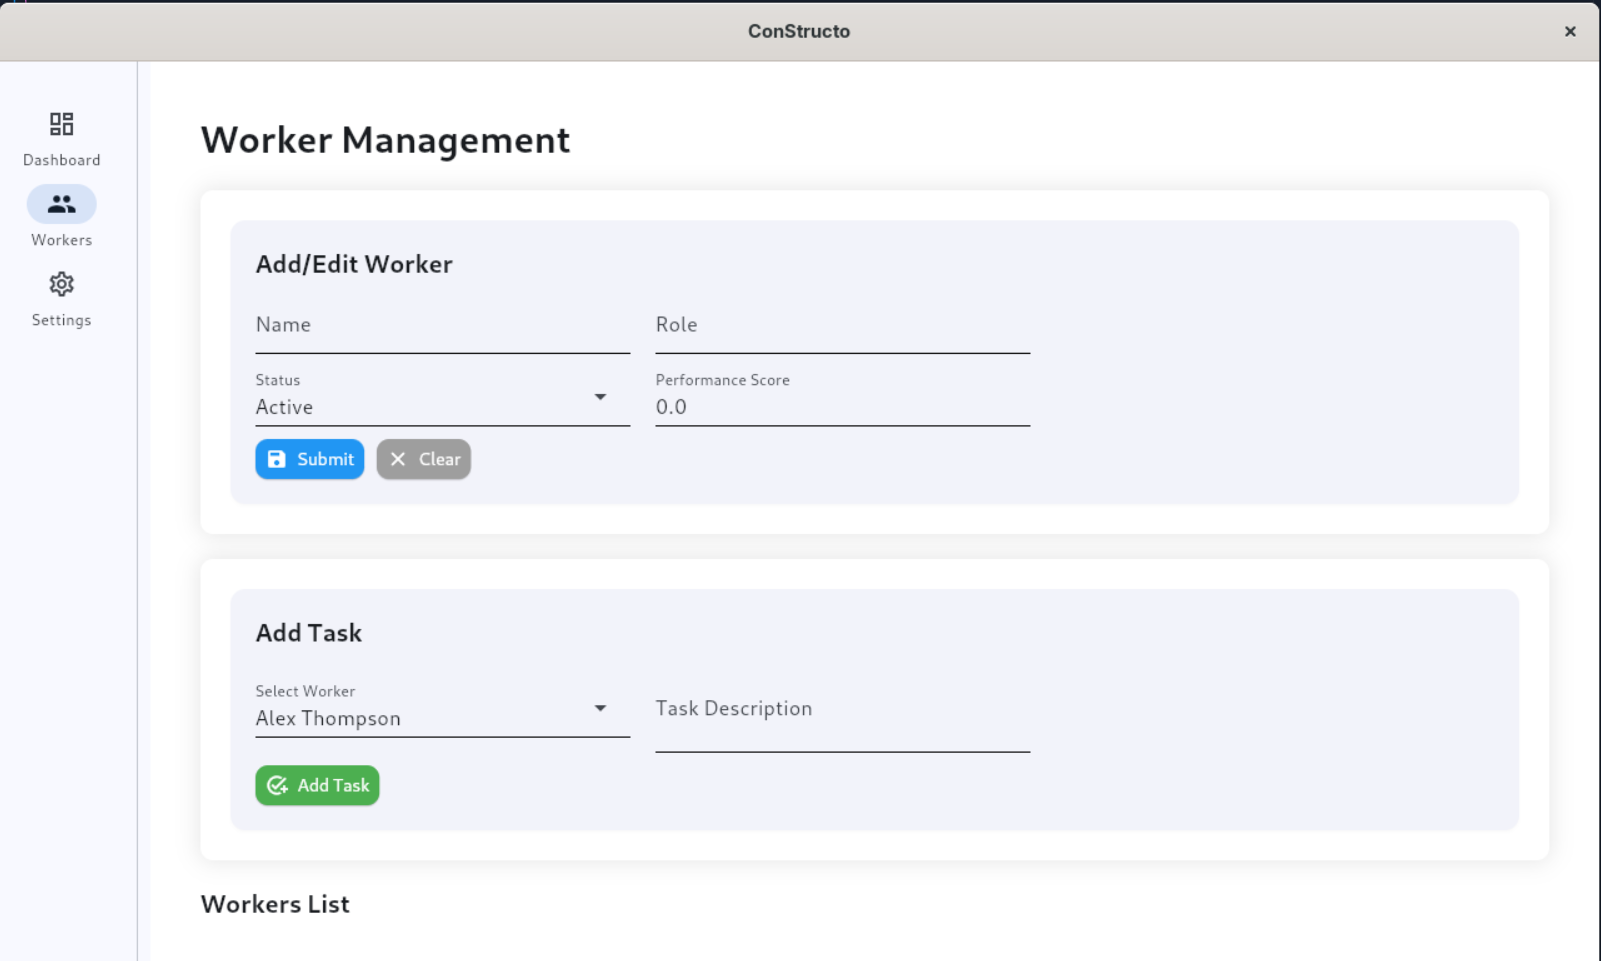 ConStructo
Dashboard
Workers
Settings
Worker Management
Add/Edit Worker
Name
Role
Status
Active
Performance Score
0.0
Submit
Clear
Add Task
Select Worker
Alex Thompson
Task Description
Add Task
Workers List